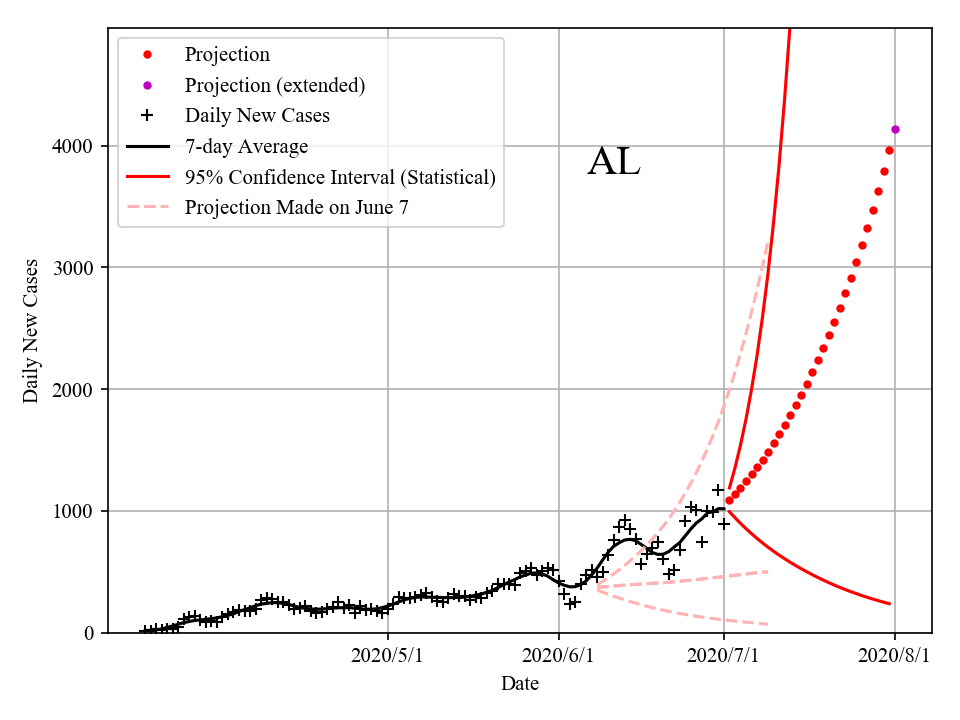 Projection
Projection (extended)
Daily New Cases
7-day Average
95% Confidence Interval (Statistical)
Projection Made on June 7
AL
4000
3000
2000
1000
0
Daily New Cases
2020/5/1
2020/6/1
2020/7/1
2020/8/1
Date